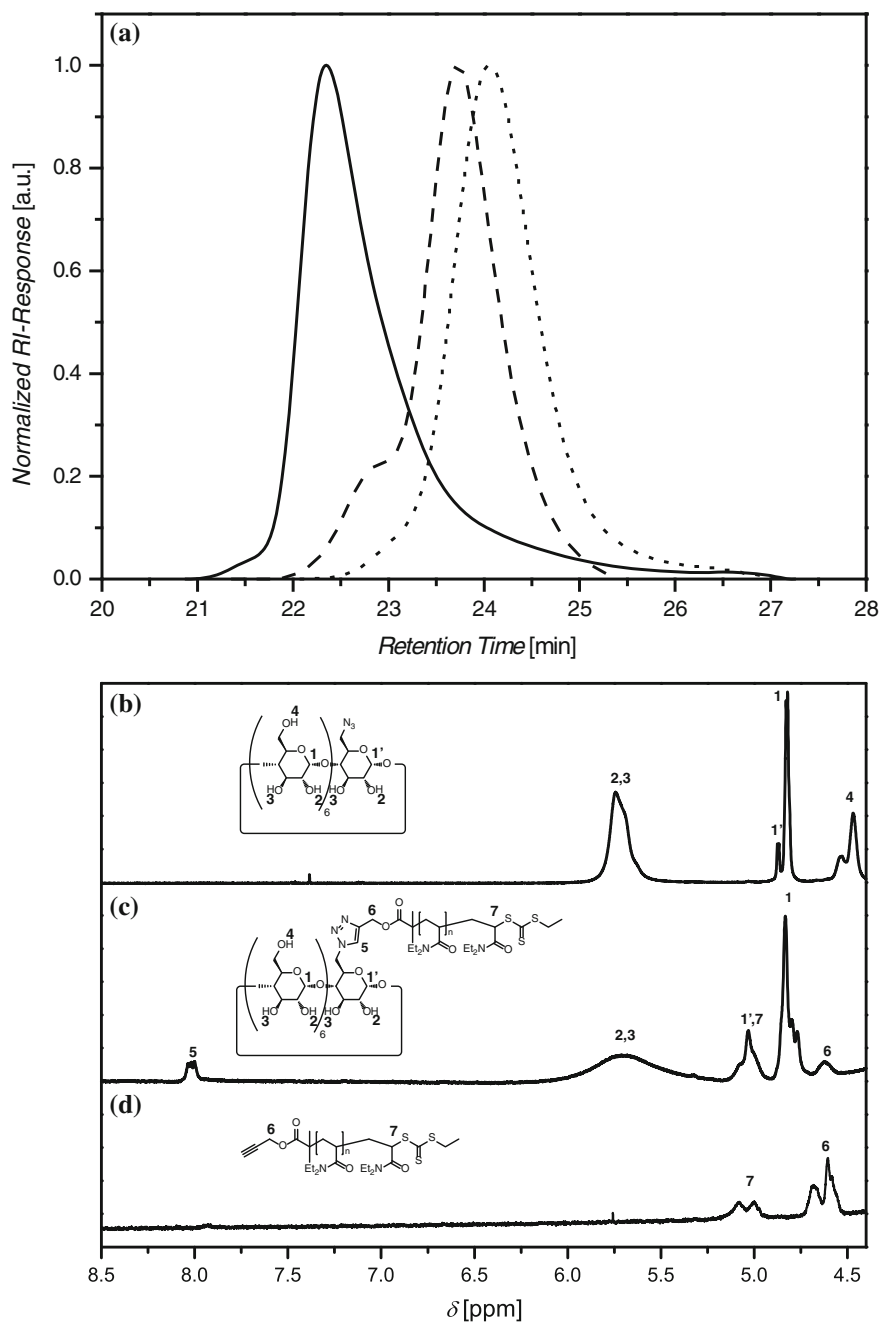 (a)
1.0
0.8
0.6
0.4
0.2
0.0
Normalized RI-Response [a.u.]
20 21 22 23 24 25 26 27 28
Retention Time [min]
(b)
4
OH
N3
O
1
1'
O
O
O
HO
OH
HO
OH
3
2
3
2
6
2,3
1'
1
4
(c)
4
OH
N
N
N
5
6
O
O
n
Et2N
O
7
S
S
S
Et2N
O
O
1
1'
O
O
O
HO
OH
HO
OH
3
2
3
2
6
5
2,3
1',7
1
6
(d)
6
O
O
n
Et2N
O
7
S
S
S
Et2N
O
7
6
8.5 8.0 7.5 7.0 6.5 6.0 5.5 5.0 4.5
δ [ppm]